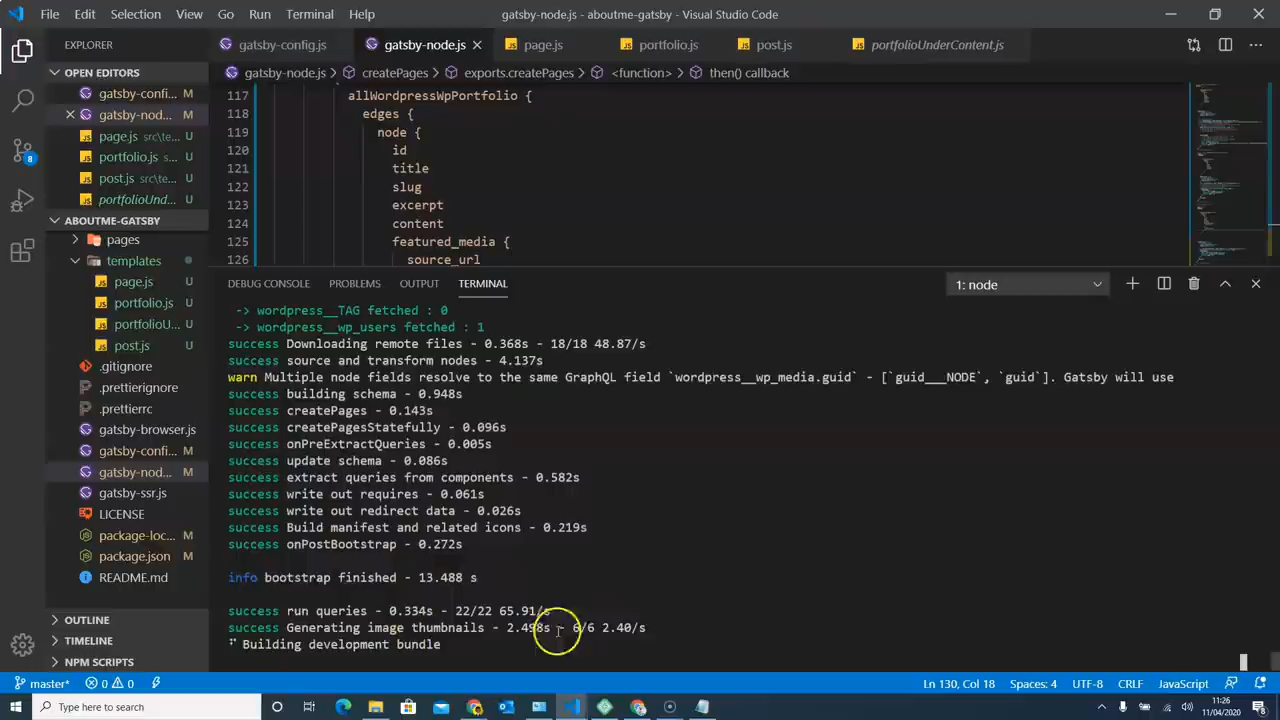 File Edit Selection View Go Run Terminal Help
gatsby-node.js - aboutme-gatsby - Visual Studio Code
EXPLORER
gatsby-config.js
gatsby-node.js
page.js
portfolio.js
post.js
portfolioUnderContent.js
OPEN EDITORS
gatsby-node.js > createPages > exports.createPages > <function> > then() callback
gatsby-confi... M
gatsby-nod... M
page.js src\te... U
portfolio.js s... U
post.js src\te... U
portfolioUnd... U
ABOUTME-GATSBY
pages
templates
page.js U
portfolio.js U
portfolioU... U
post.js U
.gitignore
.prettierignore
.prettierrc
gatsby-browser.js
gatsby-confi... M
gatsby-nod... M
gatsby-ssr.js
LICENSE
package-loc... M
package.json M
README.md
OUTLINE
TIMELINE
NPM SCRIPTS
8
117 allWordpressWpPortfolio {
118 edges {
119 node {
120 id
121 title
122 slug
123 excerpt
124 content
125 featured_media {
126 source_url
DEBUG CONSOLE PROBLEMS OUTPUT TERMINAL
1: node
-> wordpress__TAG fetched : 0
-> wordpress__wp_users fetched : 1
success Downloading remote files - 0.368s - 18/18 48.87/s
success source and transform nodes - 4.137s
warn Multiple node fields resolve to the same GraphQL field `wordpress__wp_media.guid` - [`guid___NODE`, `guid`]. Gatsby will use
success building schema - 0.948s
success createPages - 0.143s
success createPagesStatefully - 0.096s
success onPreExtractQueries - 0.005s
success update schema - 0.086s
success extract queries from components - 0.582s
success write out requires - 0.061s
success write out redirect data - 0.026s
success Build manifest and related icons - 0.219s
success onPostBootstrap - 0.272s
info bootstrap finished - 13.488 s
success run queries - 0.334s - 22/22 65.91/s
success Generating image thumbnails - 2.498s - 6/6 2.40/s
Building development bundle
master* 0 0
Ln 130, Col 18 Spaces: 4 UTF-8 CRLF JavaScript
Type here to search
11:26
11/04/2020